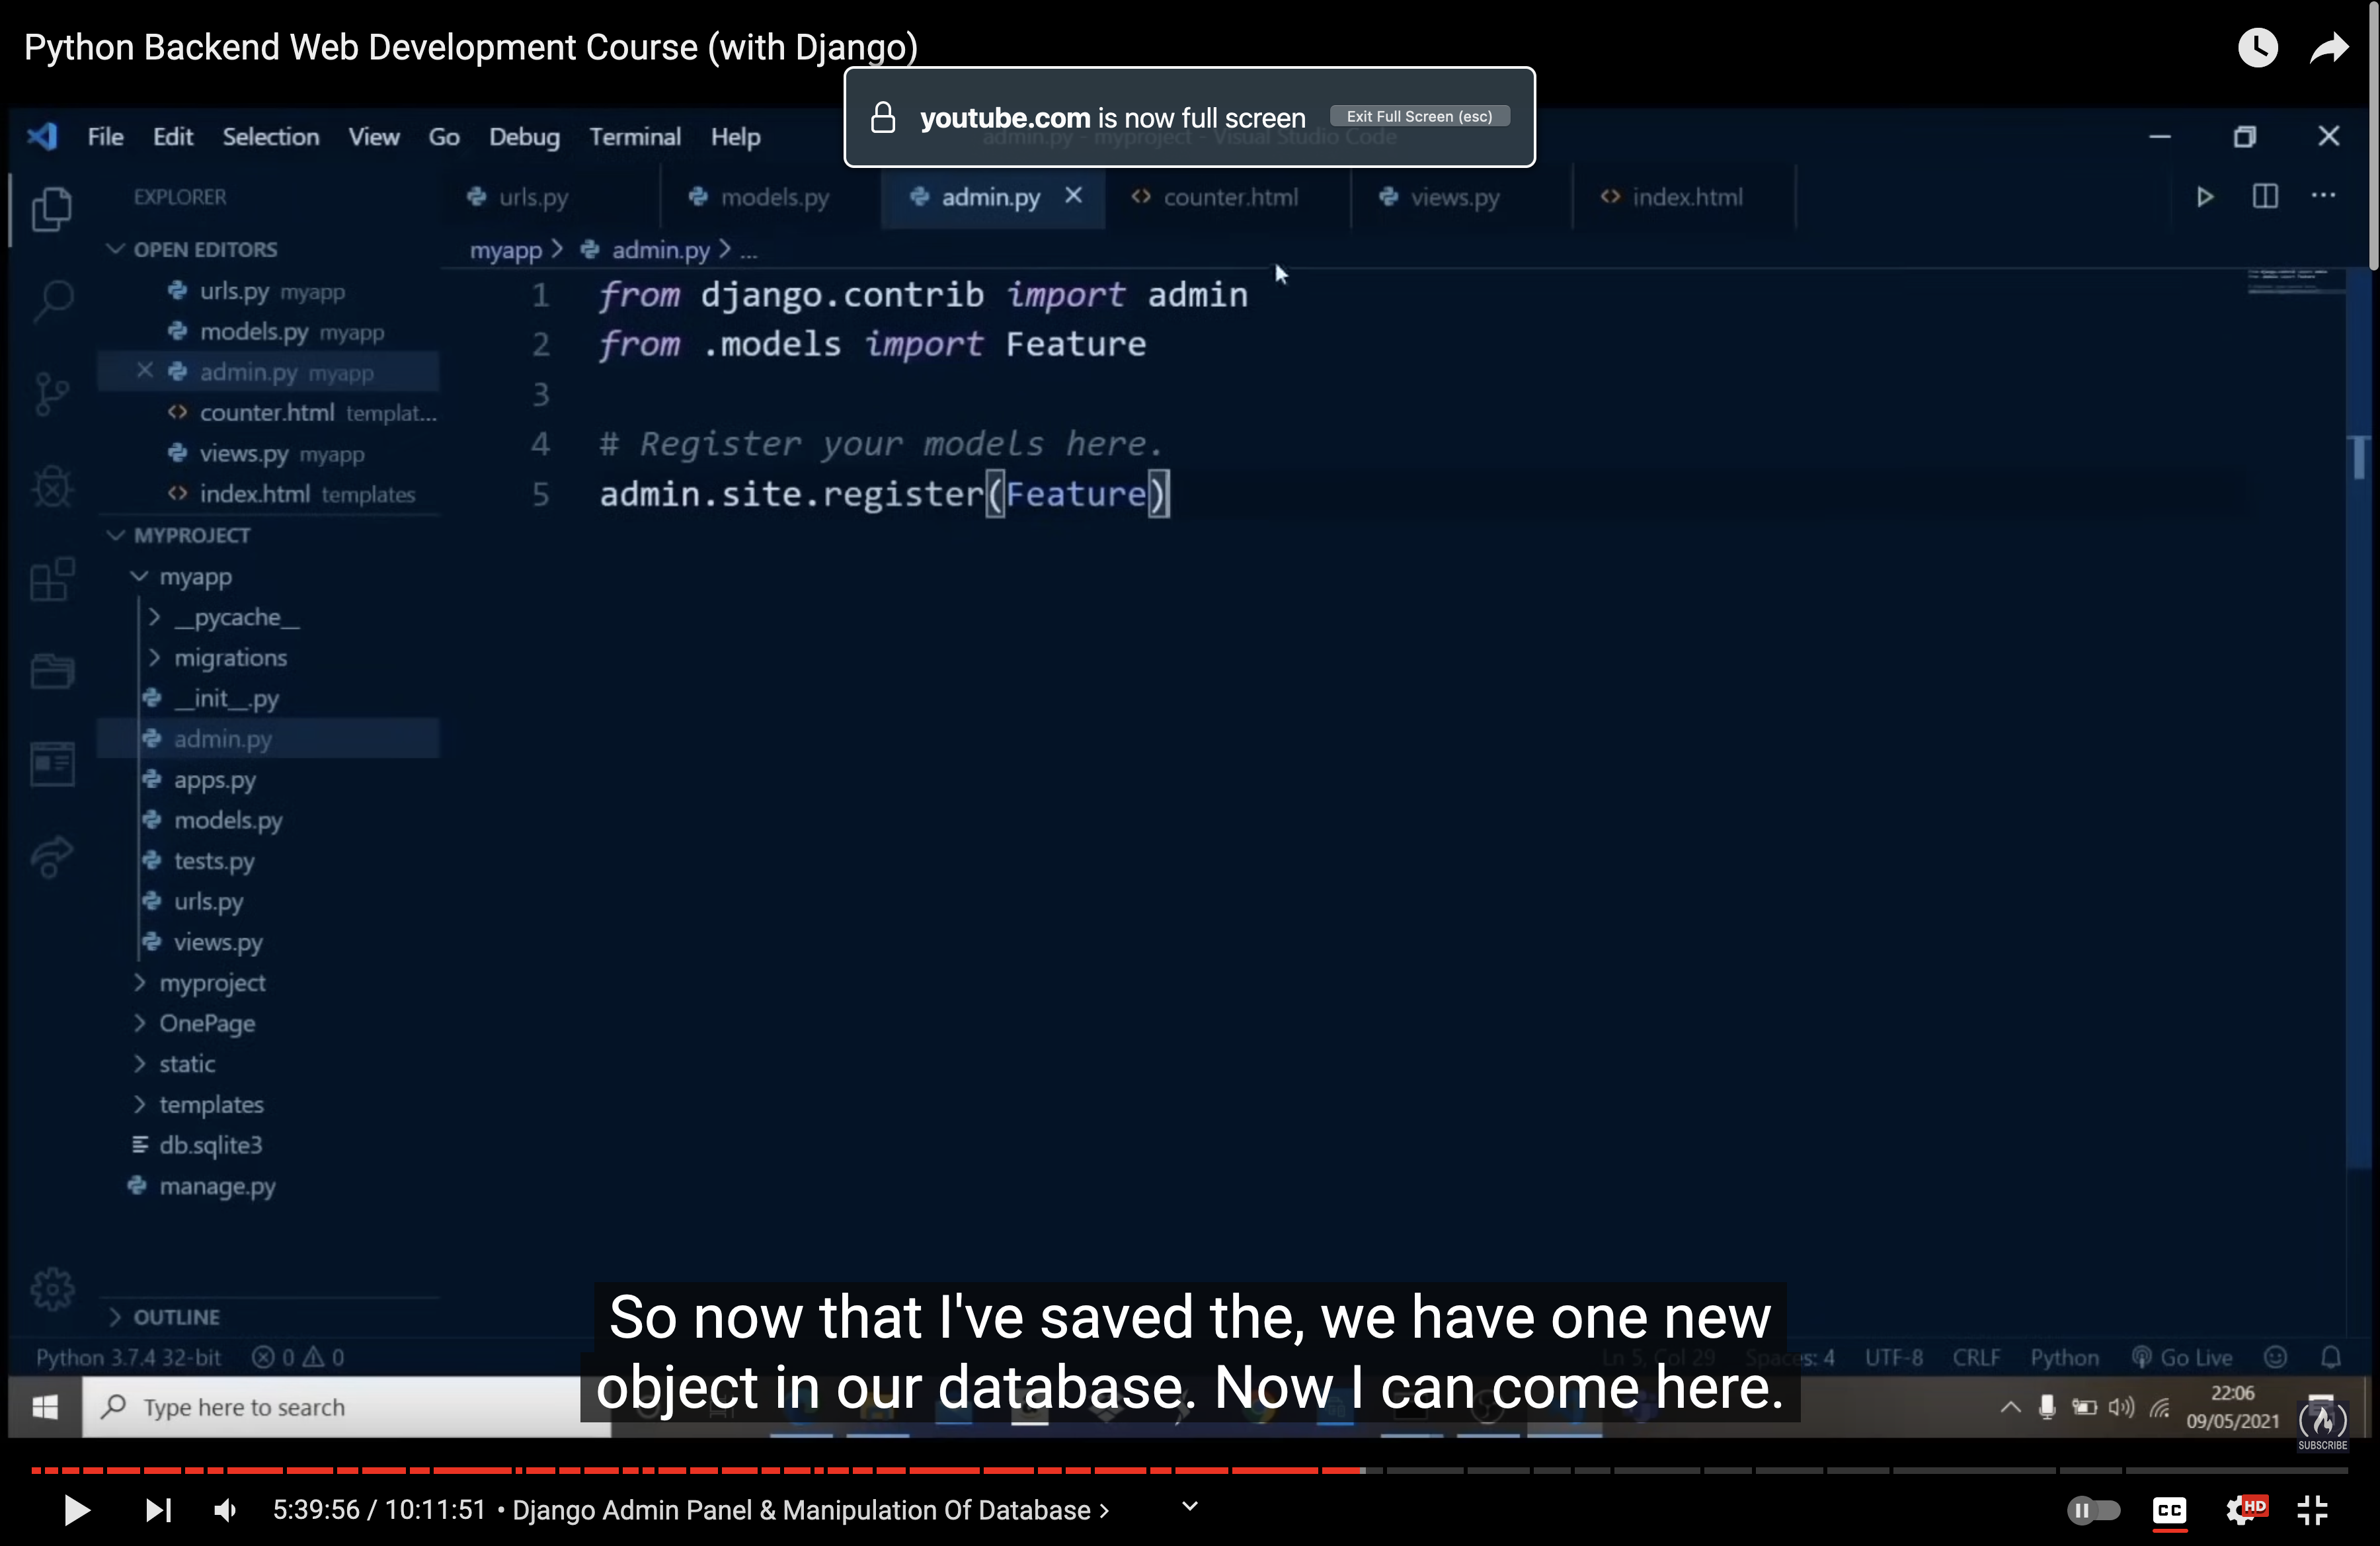 Python Backend Web Development Course (with Django)
youtube.com is now full screen
Exit Full Screen (esc)
File Edit Selection View Go Debug Terminal Help
admin.py - myproject - Visual Studio Code
EXPLORER
urls.py
models.py
admin.py
counter.html
views.py
index.html
OPEN EDITORS
urls.py myapp
models.py myapp
admin.py myapp
counter.html templat...
views.py myapp
index.html templates
MYPROJECT
myapp
__pycache__
migrations
__init__.py
admin.py
apps.py
models.py
tests.py
urls.py
views.py
myproject
OnePage
static
templates
db.sqlite3
manage.py
OUTLINE
myapp > admin.py > ...
1 from django.contrib import admin
2 from .models import Feature
3
4 # Register your models here.
5 admin.site.register(Feature)
So now that I've saved the, we have one new
object in our database. Now I can come here.
Python 3.7.4 32-bit 0 0
Ln 5, Col 29 Spaces: 4 UTF-8 CRLF Python Go Live
Type here to search
22:06
09/05/2021
SUBSCRIBE
5:39:56 / 10:11:51 • Django Admin Panel & Manipulation Of Database >
CC
HD